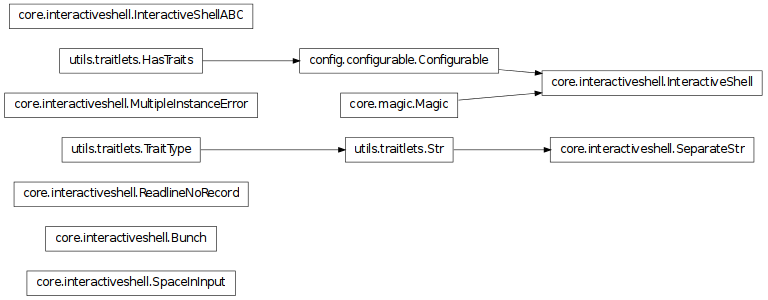 core.interactiveshell.InteractiveShellABC
utils.traitlets.HasTraits
config.configurable.Configurable
core.interactiveshell.InteractiveShell
core.interactiveshell.MultipleInstanceError
core.magic.Magic
utils.traitlets.TraitType
utils.traitlets.Str
core.interactiveshell.SeparateStr
core.interactiveshell.ReadlineNoRecord
core.interactiveshell.Bunch
core.interactiveshell.SpaceInInput